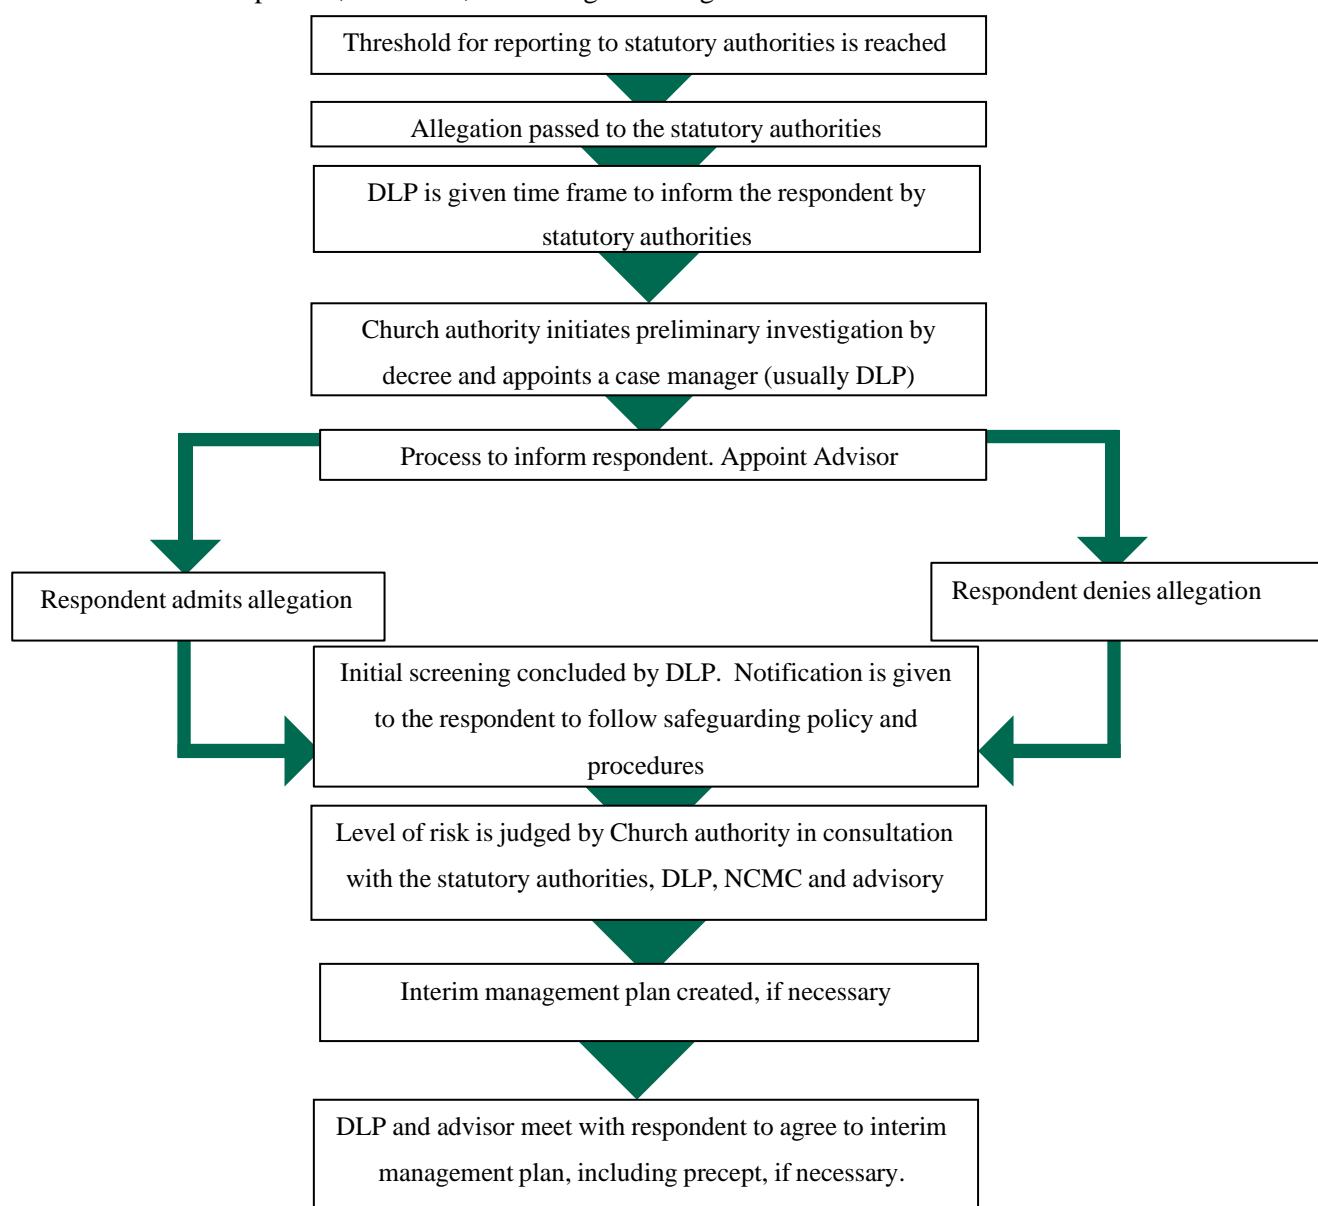 Threshold for reporting to statutory authorities is reached
Allegation passed to the statutory authorities
DLP is given time frame to inform the respondent by
statutory authorities
Church authority initiates preliminary investigation by
decree and appoints a case manager (usually DLP)
Process to inform respondent. Appoint Advisor
Respondent admits allegation
Respondent denies allegation
Initial screening concluded by DLP. Notification is given
to the respondent to follow safeguarding policy and
procedures
Level of risk is judged by Church authority in consultation
with the statutory authorities, DLP, NCMC and advisory
Interim management plan created, if necessary
DLP and advisor meet with respondent to agree to interim
management plan, including precept, if necessary.